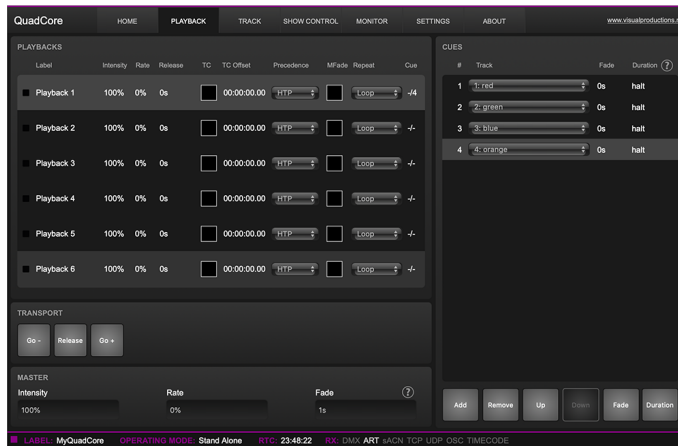 QuadCore HOME PLAYBACK TRACK SHOW CONTROL MONITOR SETTINGS ABOUT
PLAYBACKS
Label Intensity Rate Release TC TC Offset Precedence MFade Repeat Cue
Playback 1 100% 0% 0s 00:00:00.00 HTP Loop -/4
Playback 2 100% 0% 0s 00:00:00.00 HTP Loop -/-
Playback 3 100% 0% 0s 00:00:00.00 HTP Loop -/-
Playback 4 100% 0% 0s 00:00:00.00 HTP Loop -/-
Playback 5 100% 0% 0s 00:00:00.00 HTP Loop -/-
Playback 6 100% 0% 0s 00:00:00.00 HTP Loop -/-
TRANSPORT
Go - Release Go +
MASTER
Intensity Rate Fade ?
100% 0% 1s
CUES
# Track Fade Duration ?
1 1: red 0s halt
2 2: green 0s halt
3 3: blue 0s halt
4 4: orange 0s halt
Add Remove Up Down Fade Duration
LABEL: MyQuadCore OPERATING MODE: Stand Alone RTC: 23:48:22 RX: DMX ART sACN TCP UDP OSC TIMECODE